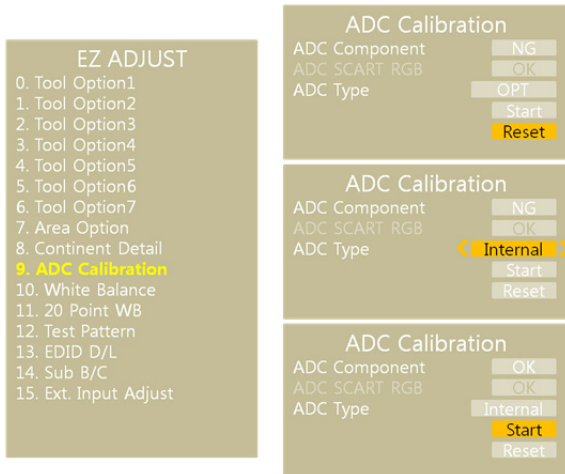 EZ ADJUST
0. Tool Option1
1. Tool Option2
2. Tool Option3
3. Tool Option4
4. Tool Option5
5. Tool Option6
6. Tool Option7
7. Area Option
8. Continent Detail
9. ADC Calibration
10. White Balance
11. 20 Point WB
12. Test Pattern
13. EDID D/L
14. Sub B/C
15. Ext. Input Adjust
ADC Calibration
ADC Component NG
ADC SCART RGB OK
ADC Type OPT
Start
Reset
ADC Calibration
ADC Component NG
ADC SCART RGB OK
ADC Type Internal
Start
Reset
ADC Calibration
ADC Component OK
ADC SCART RGB OK
ADC Type Internal
Start
Reset